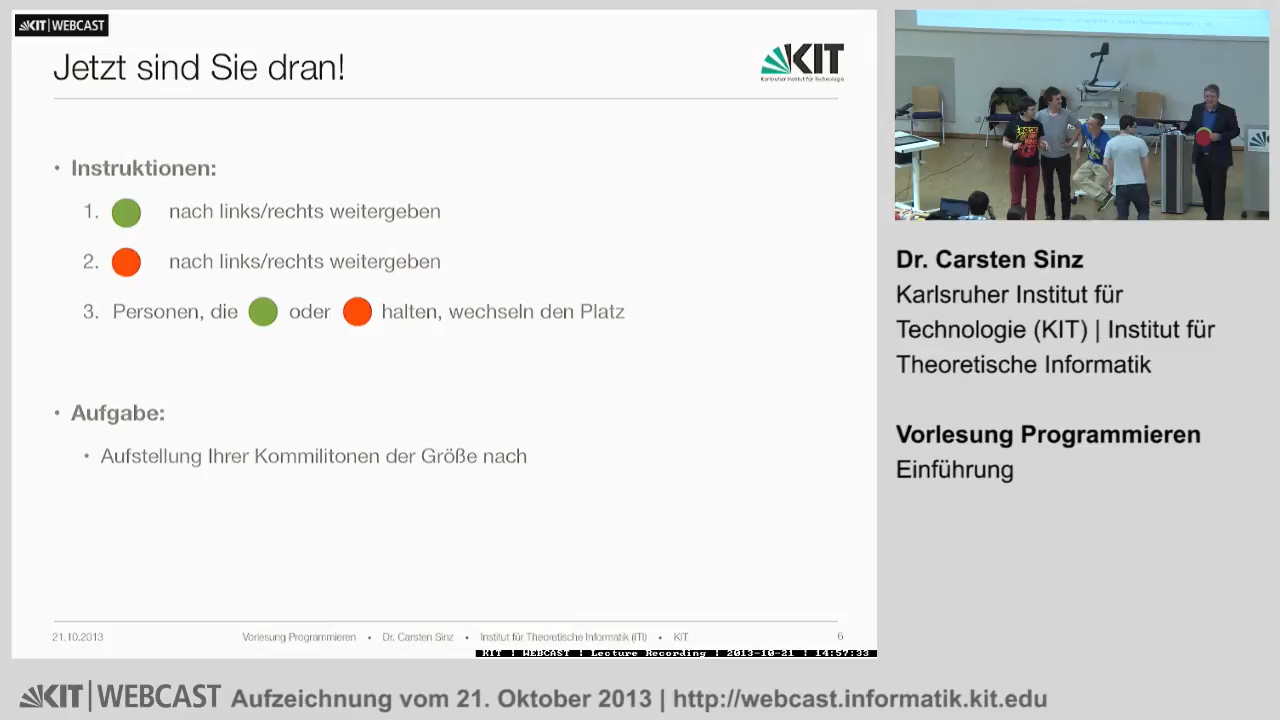 KIT | WEBCAST
Jetzt sind Sie dran!
KIT
Karlsruher Institut für Technologie
• Instruktionen:
1. nach links/rechts weitergeben
2. nach links/rechts weitergeben
3. Personen, die oder halten, wechseln den Platz
• Aufgabe:
• Aufstellung Ihrer Kommilitonen der Größe nach
21.10.2013 Vorlesung Programmieren • Dr. Carsten Sinz • Institut für Theoretische Informatik (ITI) • KIT 6
KIT | WEBCAST | Lecture Recording | 2013-10-21 | 14:57:33
Dr. Carsten Sinz
Karlsruher Institut für
Technologie (KIT) | Institut für
Theoretische Informatik
Vorlesung Programmieren
Einführung
KIT | WEBCAST Aufzeichnung vom 21. Oktober 2013 | http://webcast.informatik.kit.edu